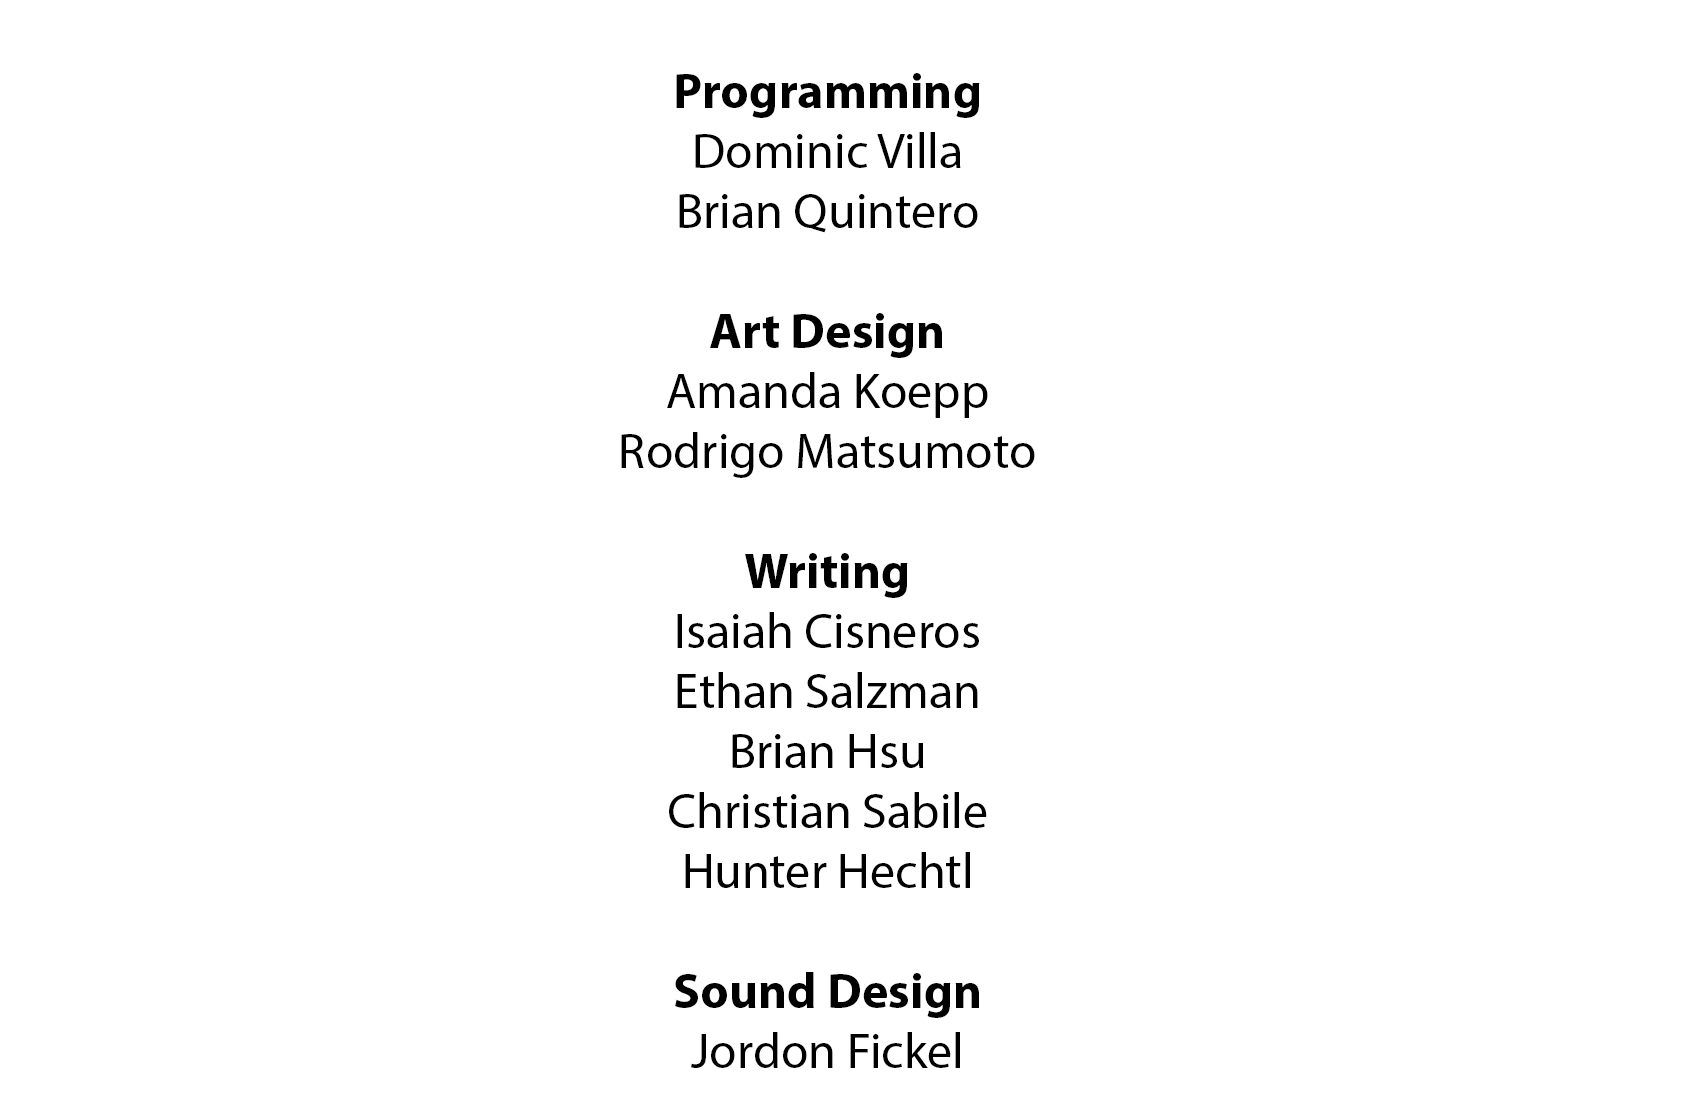 Programming
Dominic Villa
Brian Quintero
Art Design
Amanda Koepp
Rodrigo Matsumoto
Writing
Isaiah Cisneros
Ethan Salzman
Brian Hsu
Christian Sabile
Hunter Hechtl
Sound Design
Jordon Fickel